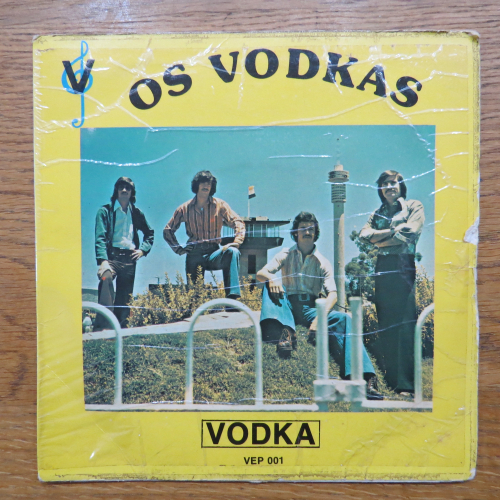 V
OS VODKAS
VODKA
VEP 001